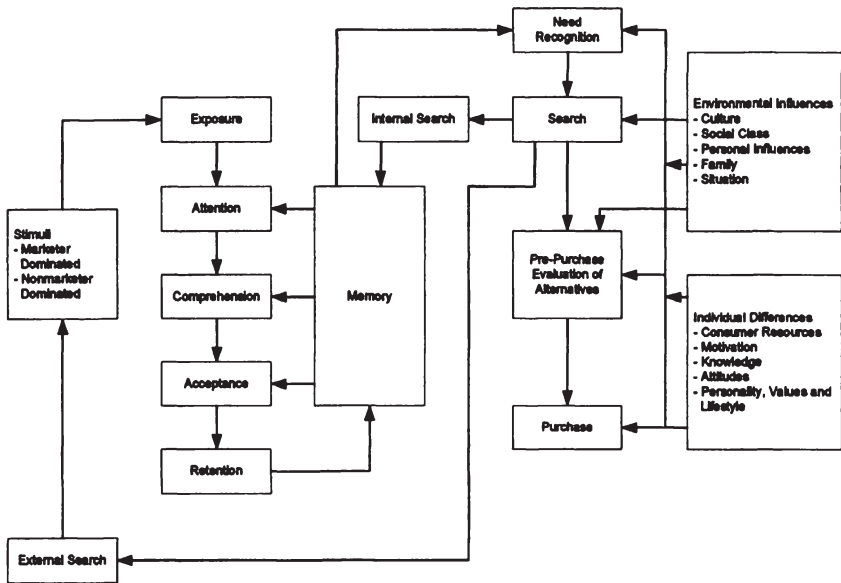 Need
Recognition
Exposure
Internal Search
Search
Environmental Influences
- Culture
- Social Class
- Personal Influences
- Family
- Situation
Attention
Stimuli
- Marketer
Dominated
- Nonmarketer
Dominated
Comprehension
Memory
Pre-Purchase
Evaluation of
Alternatives
Individual Differences
- Consumer Resources
- Motivation
- Knowledge
- Attitudes
- Personality, Values and
Lifestyle
Acceptance
Purchase
Retention
External Search